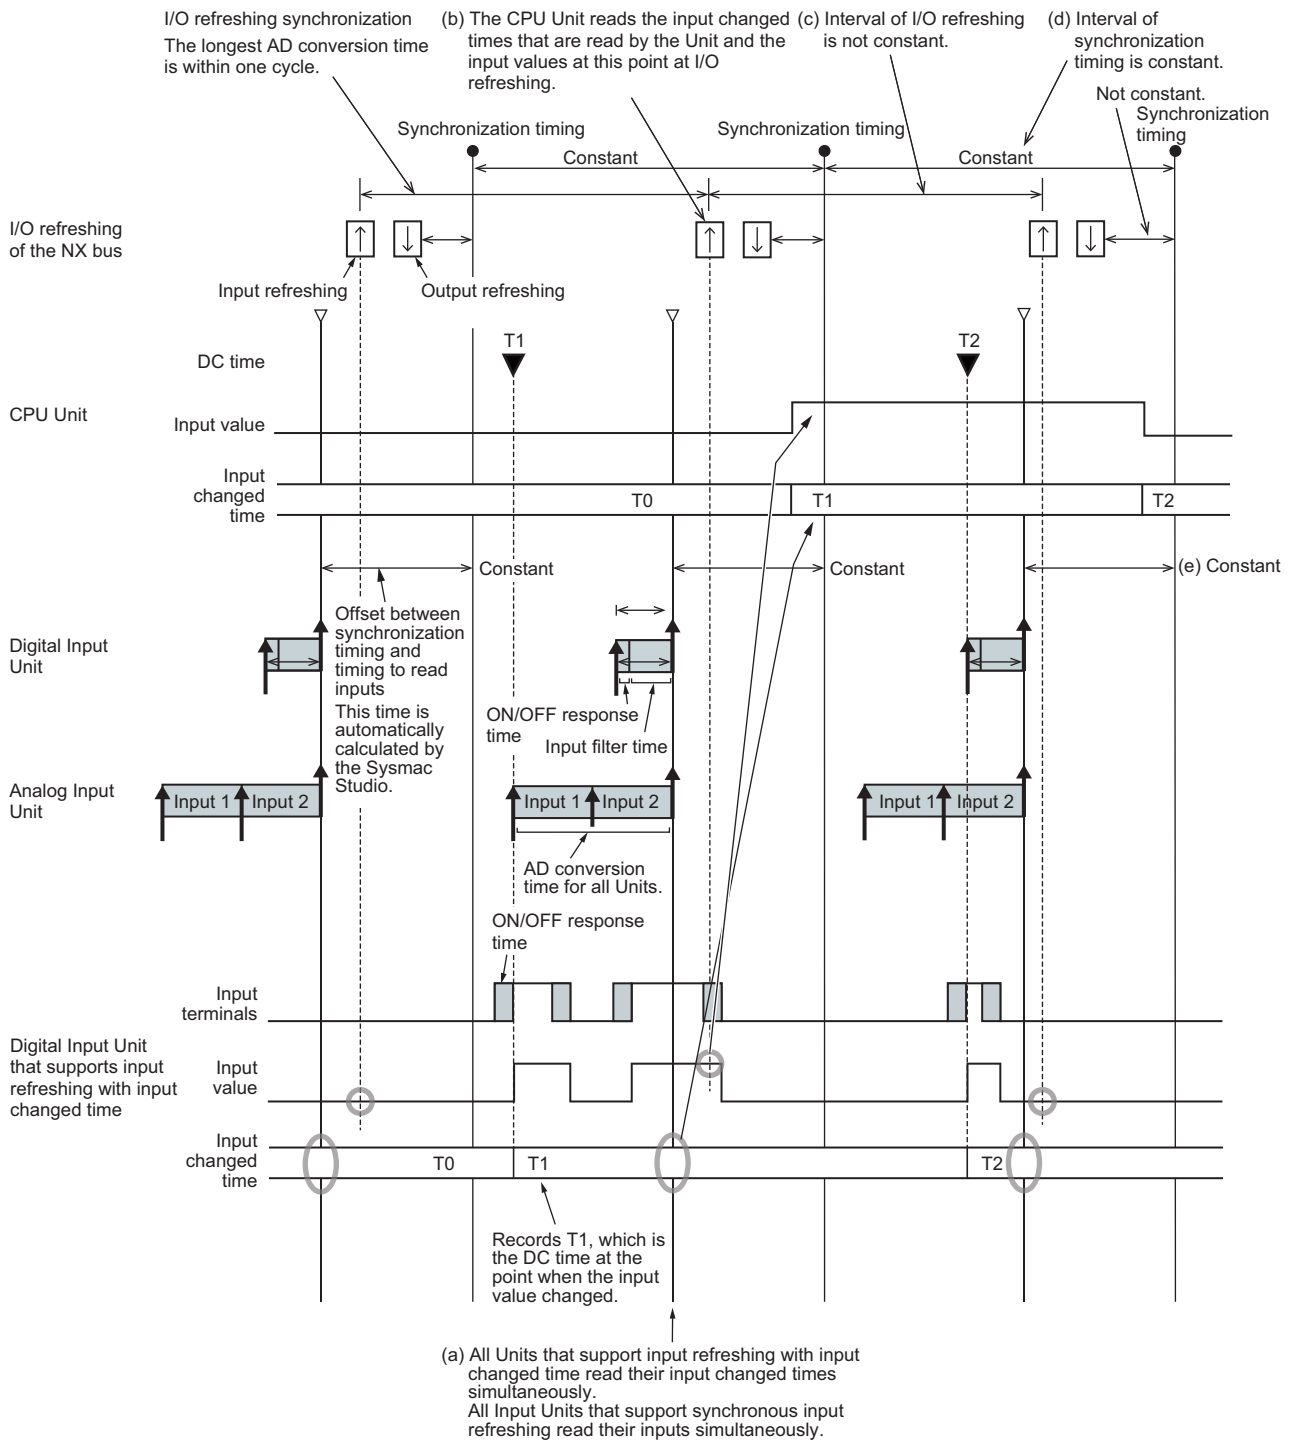 I/O refreshing synchronization
The longest AD conversion time
is within one cycle.
(b) The CPU Unit reads the input changed
times that are read by the Unit and the
input values at this point at I/O
refreshing.
(c) Interval of I/O refreshing
is not constant.
(d) Interval of
synchronization
timing is constant.
Not constant.
Synchronization timing
Synchronization timing
Synchronization
timing
Constant
Constant
I/O refreshing
of the NX bus
Input refreshing
Output refreshing
DC time
T1
T2
CPU Unit
Input value
Input
changed
time
T0
T1
T2
Constant
Constant
(e) Constant
Offset between
synchronization
timing and
timing to read
inputs
This time is
automatically
calculated by
the Sysmac
Studio.
Digital Input
Unit
ON/OFF response
time
Input filter time
Analog Input
Unit
Input 1
Input 2
Input 1
Input 2
Input 1
Input 2
AD conversion
time for all Units.
ON/OFF response
time
Input
terminals
Digital Input Unit
that supports input
refreshing with input
changed time
Input
value
Input
changed
time
T0
T1
T2
Records T1, which is
the DC time at the
point when the input
value changed.
(a) All Units that support input refreshing with input
changed time read their input changed times
simultaneously.
All Input Units that support synchronous input
refreshing read their inputs simultaneously.